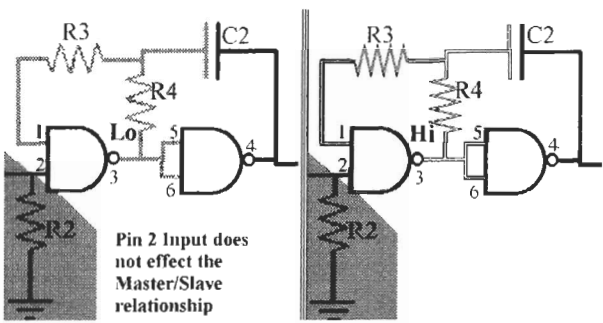 R3
C2
R4
Lo
1
2
3
5
6
4
R2
Pin 2 Input does
not effect the
Master/Slave
relationship
R3
C2
R4
Hi
1
2
3
5
6
4
R2